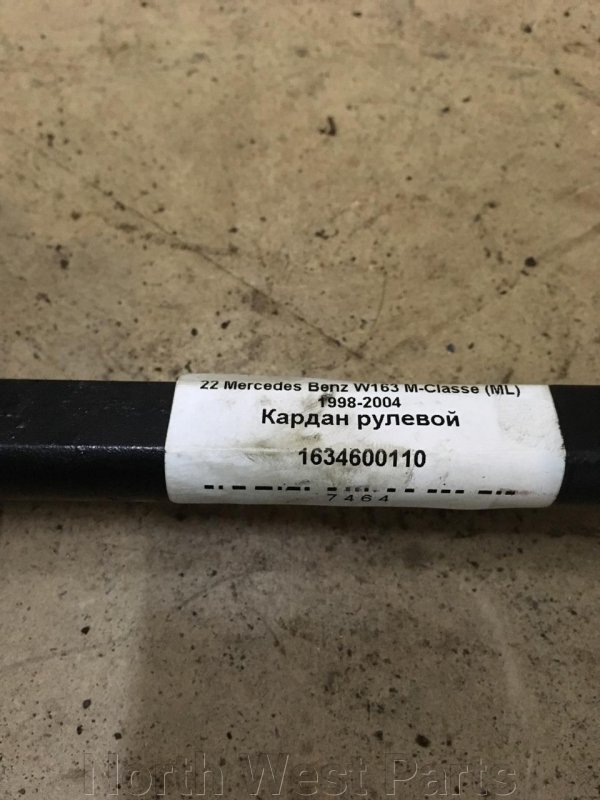 22 Mercedes Benz W163 M-Classe (ML)
1998-2004
Кардан рулевой
1634600110
7464
North West Parts